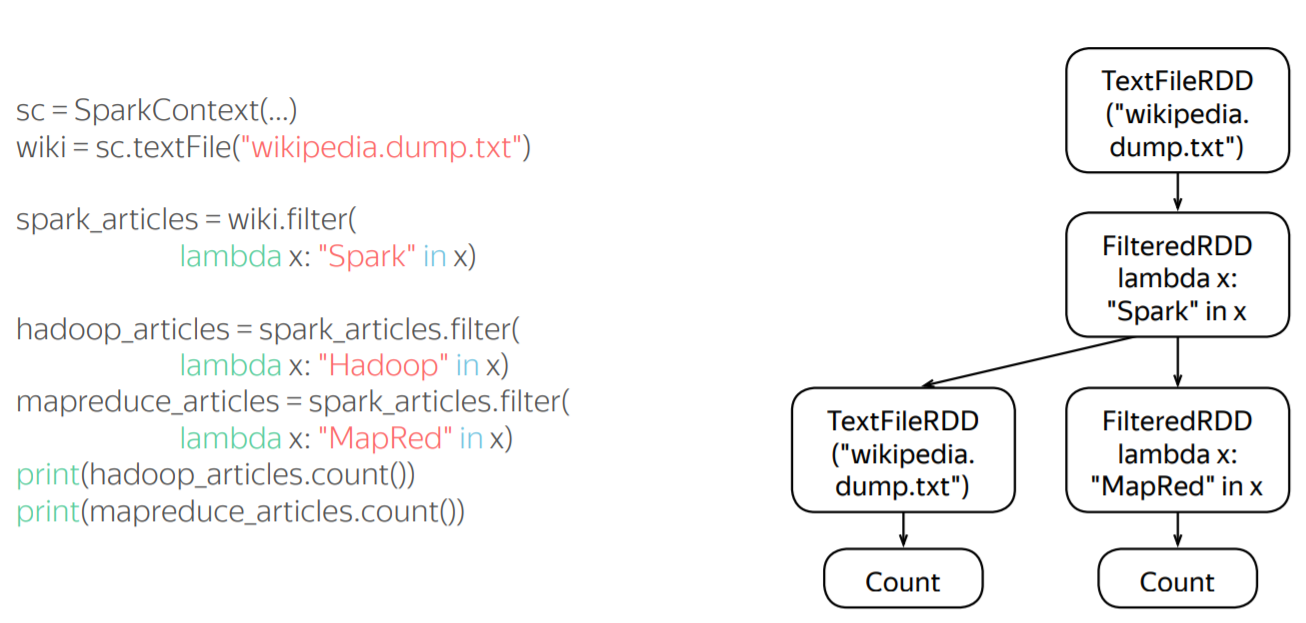 sc = SparkContext(...)
wiki = sc.textFile("wikipedia.dump.txt")
spark_articles = wiki.filter(
lambda x: "Spark" in x)
hadoop_articles = spark_articles.filter(
lambda x: "Hadoop" in x)
mapreduce_articles = spark_articles.filter(
lambda x: "MapRed" in x)
print(hadoop_articles.count())
print(mapreduce_articles.count())
TextFileRDD
("wikipedia.
dump.txt")
FilteredRDD
lambda x:
"Spark" in x
TextFileRDD
("wikipedia.
dump.txt")
FilteredRDD
lambda x:
"MapRed" in x
Count
Count